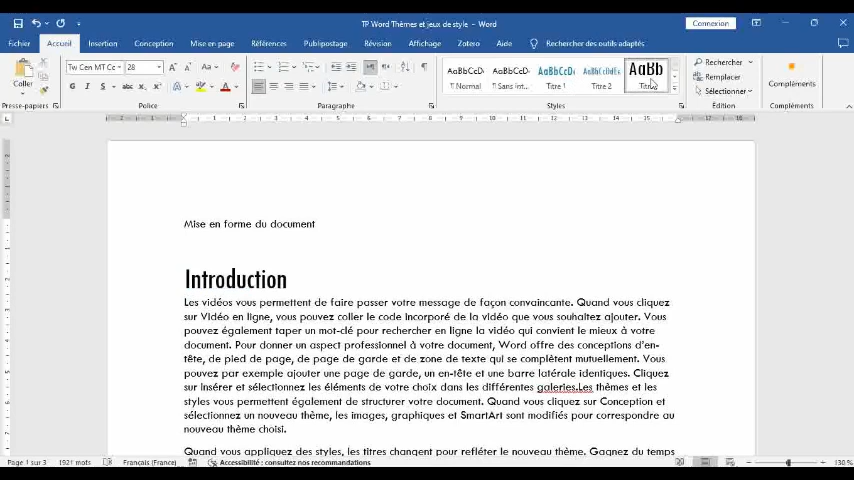 TP Word Thèmes et jeux de style - Word
Connexion
Fichier Accueil Insertion Conception Mise en page Références Publipostage Révision Affichage Zotero Aide Rechercher des outils adaptés
Coller
Tw Cen MT Cc 28
AaBbCcDd AaBbCcDd AaBbCcDc AaBbCcDdEe AaBb
¶ Normal ¶ Sans int... Titre 1 Titre 2 Titre
Rechercher
Remplacer
Sélectionner
Compléments
Presse-papiers Police Paragraphe Styles Édition Compléments
Mise en forme du document
Introduction
Les vidéos vous permettent de faire passer votre message de façon convaincante. Quand vous cliquez
sur Vidéo en ligne, vous pouvez coller le code incorporé de la vidéo que vous souhaitez ajouter. Vous
pouvez également taper un mot-clé pour rechercher en ligne la vidéo qui convient le mieux à votre
document. Pour donner un aspect professionnel à votre document, Word offre des conceptions d'en-
tête, de pied de page, de page de garde et de zone de texte qui se complètent mutuellement. Vous
pouvez par exemple ajouter une page de garde, un en-tête et une barre latérale identiques. Cliquez
sur Insérer et sélectionnez les éléments de votre choix dans les différentes galeries.Les thèmes et les
styles vous permettent également de structurer votre document. Quand vous cliquez sur Conception et
sélectionnez un nouveau thème, les images, graphiques et SmartArt sont modifiés pour correspondre au
nouveau thème choisi.
Quand vous appliquez des styles, les titres changent pour refléter le nouveau thème. Gagnez du temps
Page 1 sur 3 1921 mots Français (France) Accessibilité : consultez nos recommandations 130 %